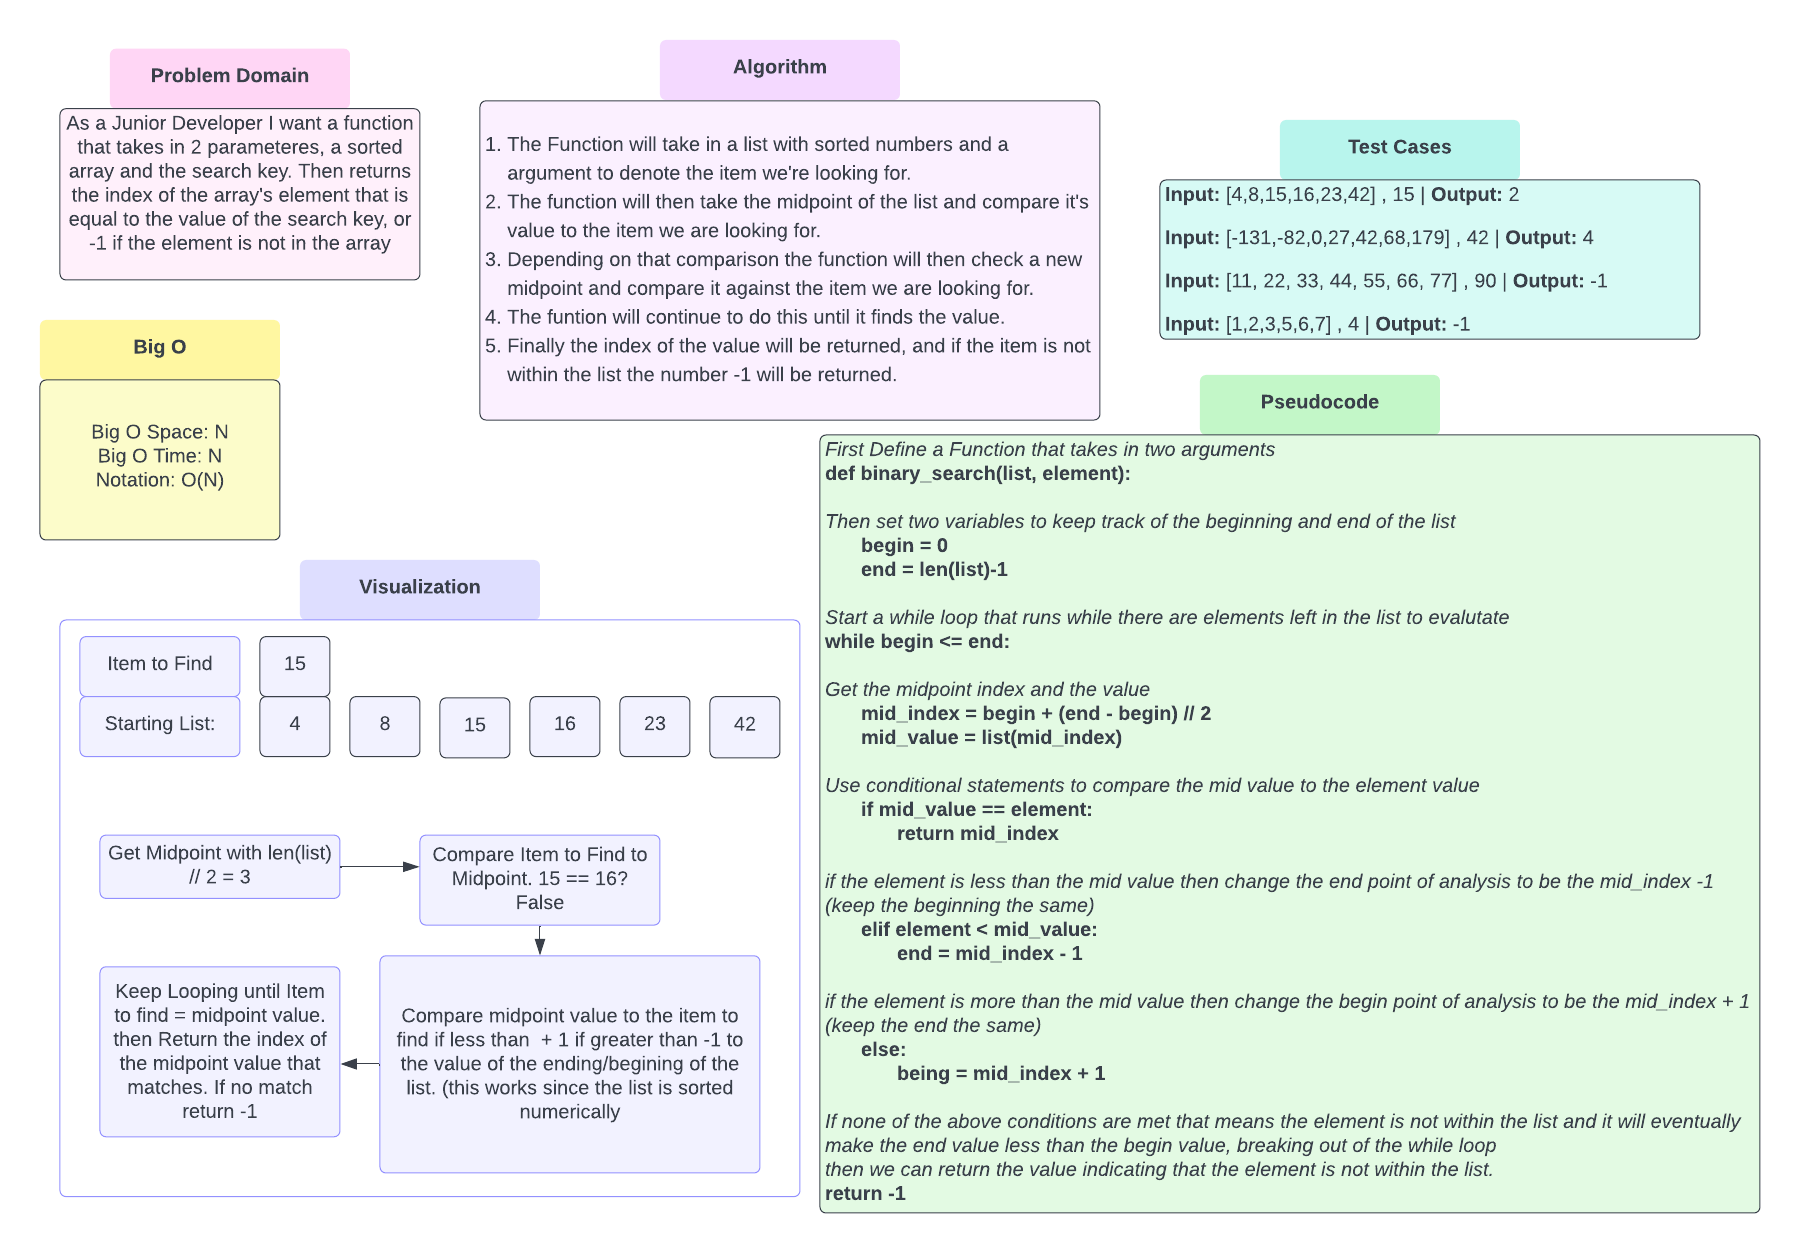 Problem Domain
As a Junior Developer I want a function
that takes in 2 parameteres, a sorted
array and the search key. Then returns
the index of the array's element that is
equal to the value of the search key, or
-1 if the element is not in the array
Algorithm
1. The Function will take in a list with sorted numbers and a
argument to denote the item we're looking for.
2. The function will then take the midpoint of the list and compare it's
value to the item we are looking for.
3. Depending on that comparison the function will then check a new
midpoint and compare it against the item we are looking for.
4. The funtion will continue to do this until it finds the value.
5. Finally the index of the value will be returned, and if the item is not
within the list the number -1 will be returned.
Test Cases
Input: [4,8,15,16,23,42] , 15 | Output: 2
Input: [-131,-82,0,27,42,68,179] , 42 | Output: 4
Input: [11, 22, 33, 44, 55, 66, 77] , 90 | Output: -1
Input: [1,2,3,5,6,7] , 4 | Output: -1
Big O
Big O Space: N
Big O Time: N
Notation: O(N)
Visualization
Item to Find 15
Starting List: 4 8 15 16 23 42
Get Midpoint with len(list)
// 2 = 3
Compare Item to Find to
Midpoint. 15 == 16?
False
Compare midpoint value to the item to
find if less than  + 1 if greater than -1 to
the value of the ending/begining of the
list. (this works since the list is sorted
numerically
Keep Looping until Item
to find = midpoint value.
then Return the index of
the midpoint value that
matches. If no match
return -1
Pseudocode
First Define a Function that takes in two arguments
def binary_search(list, element):
Then set two variables to keep track of the beginning and end of the list
begin = 0
end = len(list)-1
Start a while loop that runs while there are elements left in the list to evalutate
while begin <= end:
Get the midpoint index and the value
mid_index = begin + (end - begin) // 2
mid_value = list(mid_index)
Use conditional statements to compare the mid value to the element value
if mid_value == element:
return mid_index
if the element is less than the mid value then change the end point of analysis to be the mid_index -1
(keep the beginning the same)
elif element < mid_value:
end = mid_index - 1
if the element is more than the mid value then change the begin point of analysis to be the mid_index + 1
(keep the end the same)
else:
being = mid_index + 1
If none of the above conditions are met that means the element is not within the list and it will eventually
make the end value less than the begin value, breaking out of the while loop
then we can return the value indicating that the element is not within the list.
return -1